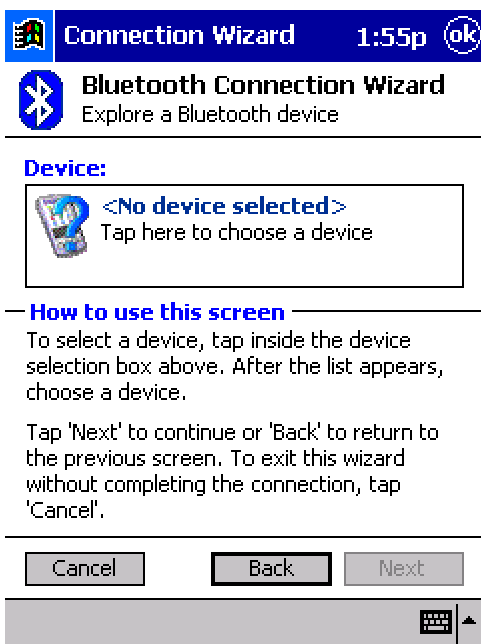 Connection Wizard 1:55p ok
Bluetooth Connection Wizard
Explore a Bluetooth device
Device:
<No device selected>
Tap here to choose a device
How to use this screen
To select a device, tap inside the device
selection box above. After the list appears,
choose a device.
Tap 'Next' to continue or 'Back' to return to
the previous screen. To exit this wizard
without completing the connection, tap
'Cancel'.
Cancel Back Next